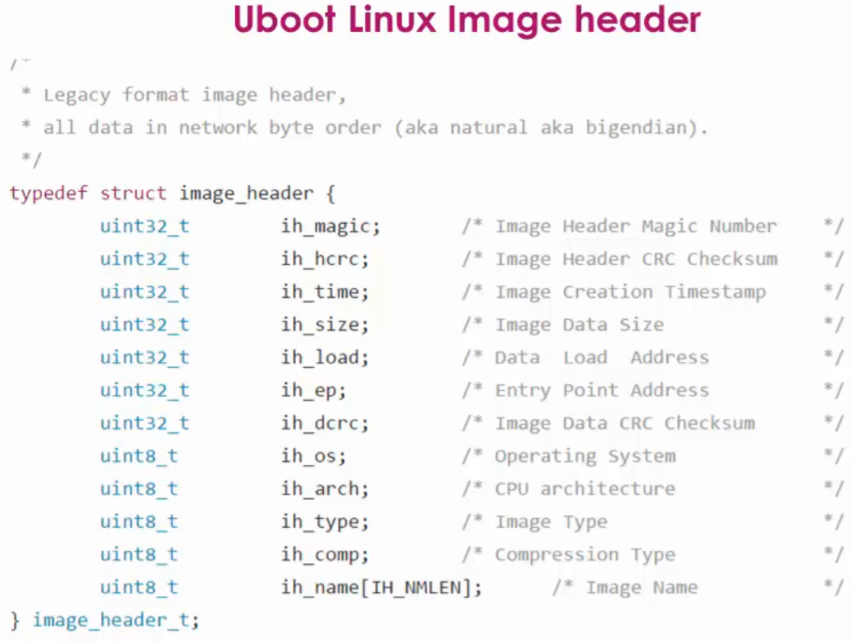 Uboot Linux Image header
/*
* Legacy format image header,
* all data in network byte order (aka natural aka bigendian).
*/
typedef struct image_header {
uint32_t ih_magic; /* Image Header Magic Number */
uint32_t ih_hcrc; /* Image Header CRC Checksum */
uint32_t ih_time; /* Image Creation Timestamp */
uint32_t ih_size; /* Image Data Size */
uint32_t ih_load; /* Data Load Address */
uint32_t ih_ep; /* Entry Point Address */
uint32_t ih_dcrc; /* Image Data CRC Checksum */
uint8_t ih_os; /* Operating System */
uint8_t ih_arch; /* CPU architecture */
uint8_t ih_type; /* Image Type */
uint8_t ih_comp; /* Compression Type */
uint8_t ih_name[IH_NMLEN]; /* Image Name */
} image_header_t;